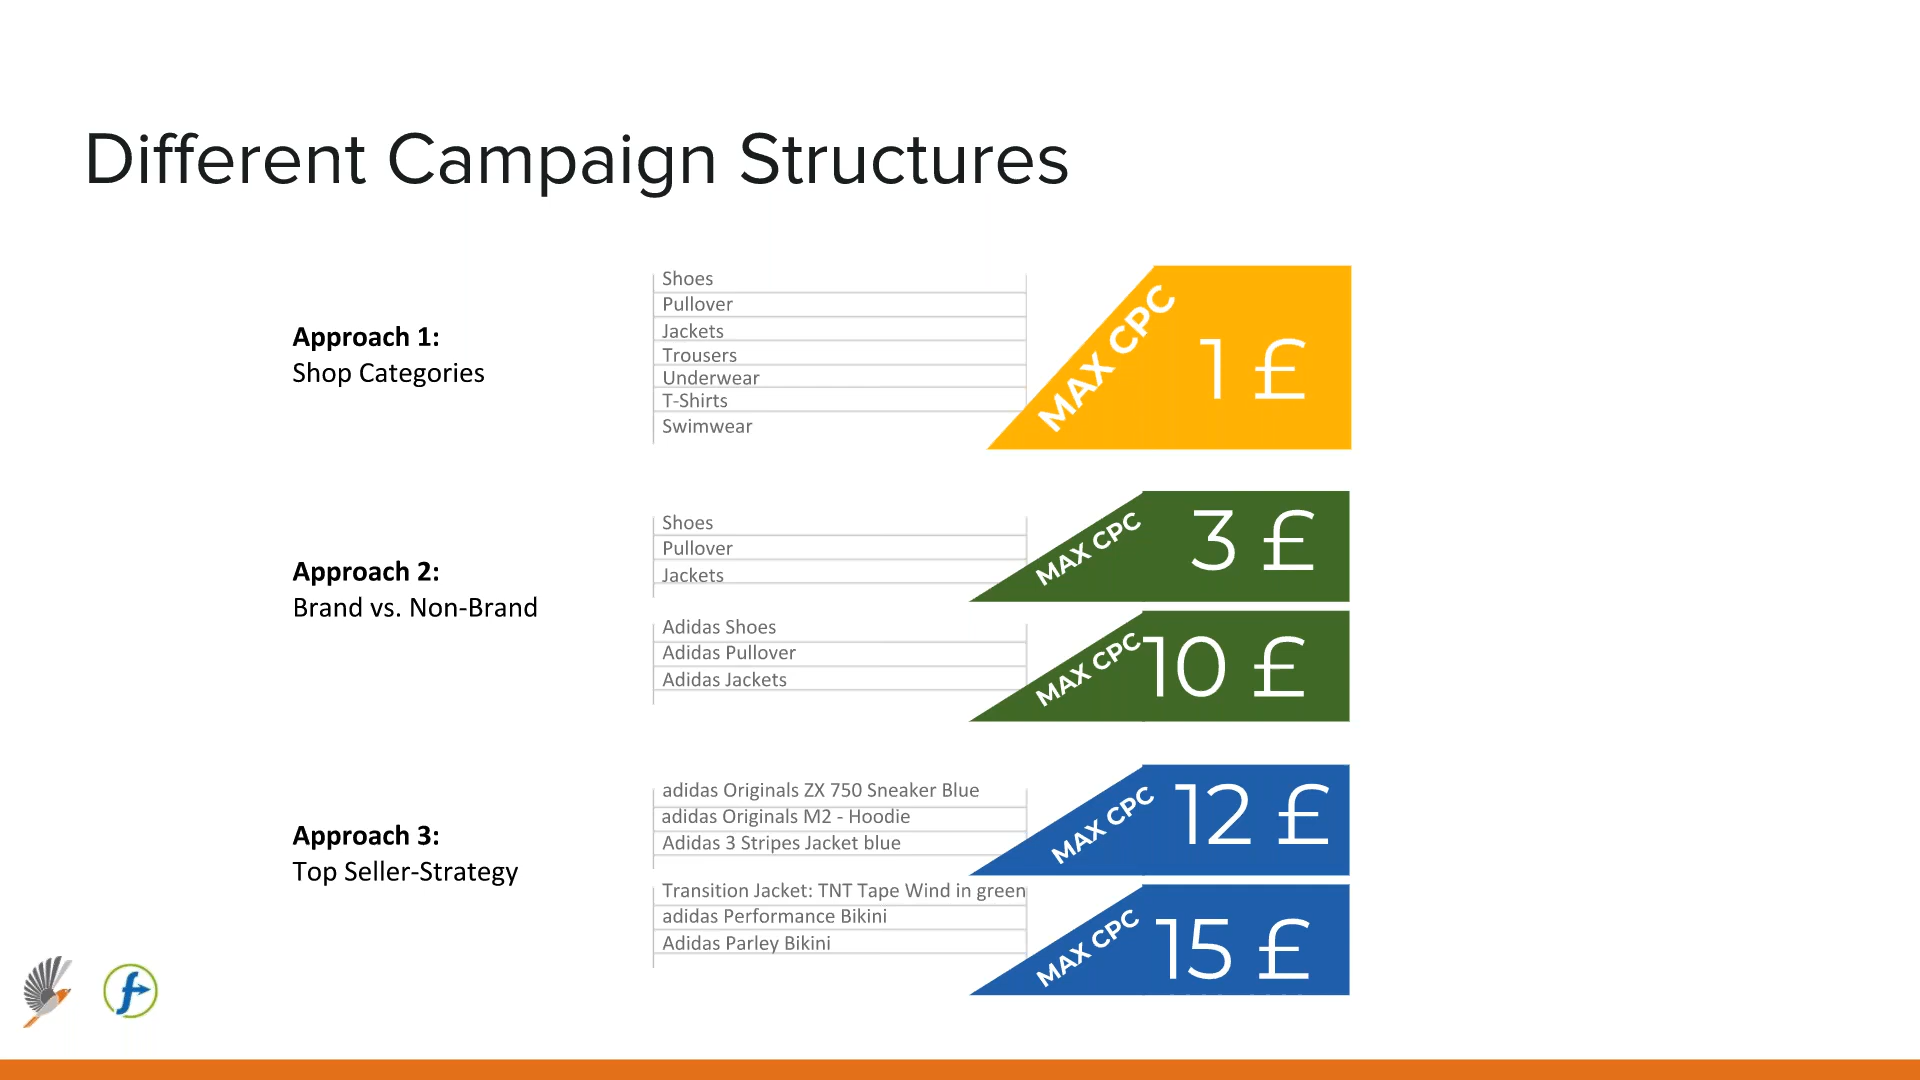 Different Campaign Structures
Approach 1:
Shop Categories
Shoes
Pullover
Jackets
Trousers
Underwear
T-Shirts
Swimwear
MAX CPC
1 £
Approach 2:
Brand vs. Non-Brand
Shoes
Pullover
Jackets
MAX CPC
3 £
Adidas Shoes
Adidas Pullover
Adidas Jackets
MAX CPC
10 £
Approach 3:
Top Seller-Strategy
adidas Originals ZX 750 Sneaker Blue
adidas Originals M2 - Hoodie
Adidas 3 Stripes Jacket blue
MAX CPC
12 £
Transition Jacket: TNT Tape Wind in green
adidas Performance Bikini
Adidas Parley Bikini
MAX CPC
15 £
f